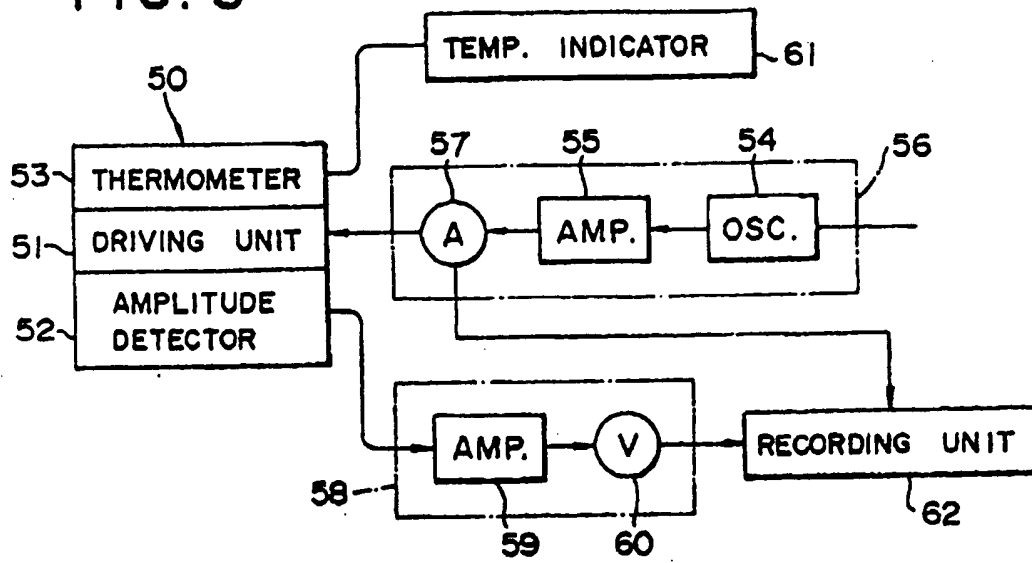 TEMP. INDICATOR
61
50
57
55
54
56
53
THERMOMETER
51
DRIVING UNIT
A
AMP.
OSC.
52
AMPLITUDE
DETECTOR
58
AMP.
V
RECORDING UNIT
59
60
62